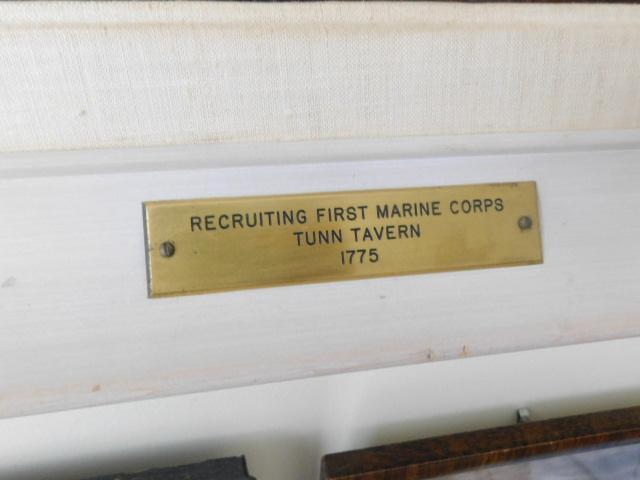 RECRUITING FIRST MARINE CORPS
TUNN TAVERN
1775